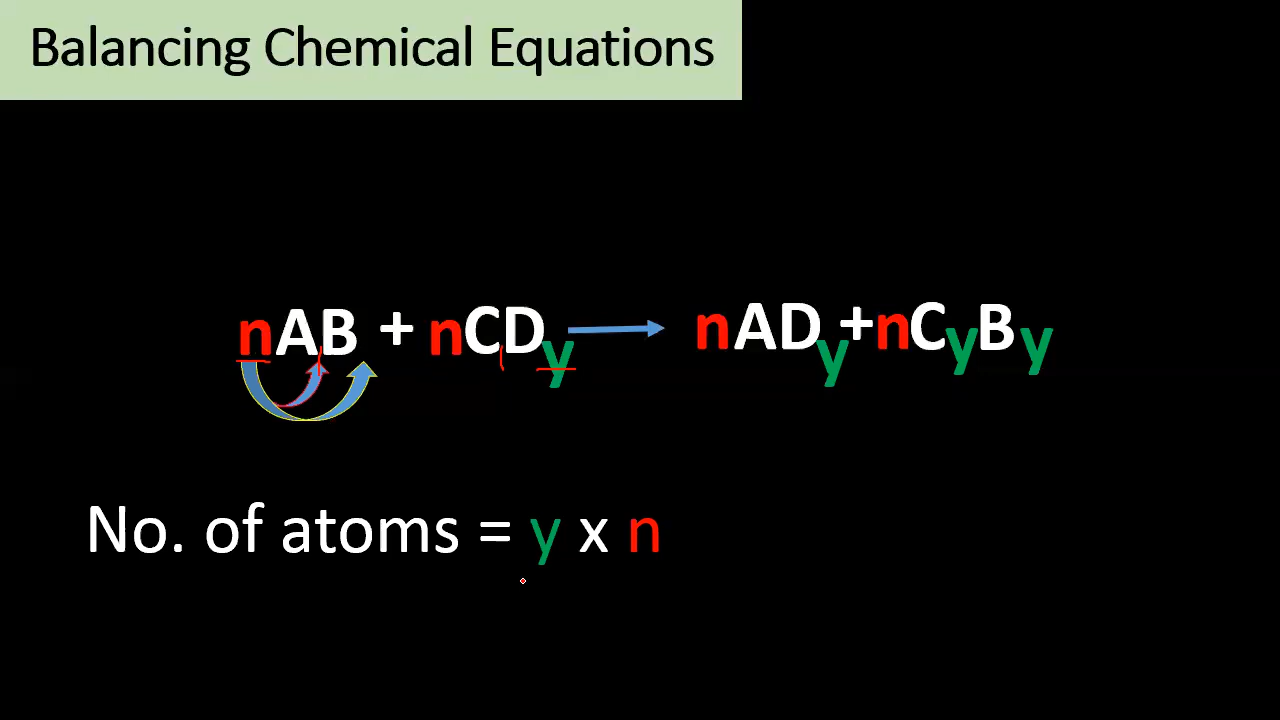 Balancing Chemical Equations
nAB + nCDy → nADy+nCyBy
No. of atoms = y x n